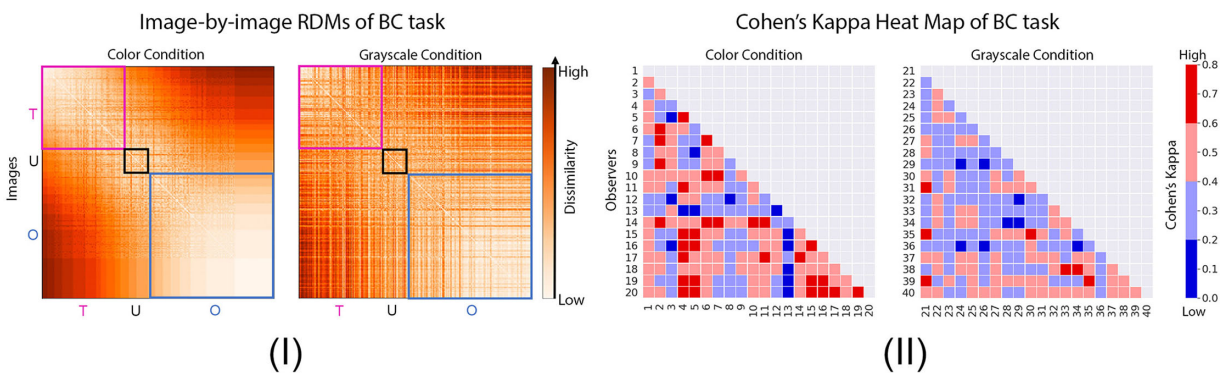 Image-by-image RDMs of BC task
Cohen's Kappa Heat Map of BC task
Color Condition
Grayscale Condition
High
Dissimilarity
Low
Images
T
U
O
T
U
O
T
U
O
(I)
Color Condition
Grayscale Condition
Observers
1
2
3
4
5
6
7
8
9
10
11
12
13
14
15
16
17
18
19
20
1 2 3 4 5 6 7 8 9 10 11 12 13 14 15 16 17 18 19 20
21
22
23
24
25
26
27
28
29
30
31
32
33
34
35
36
37
38
39
40
21 22 23 24 25 26 27 28 29 30 31 32 33 34 35 36 37 38 39 40
High
0.8
0.7
0.6
0.5
0.4
0.3
0.2
0.1
0.0
Low
Cohen's Kappa
(II)